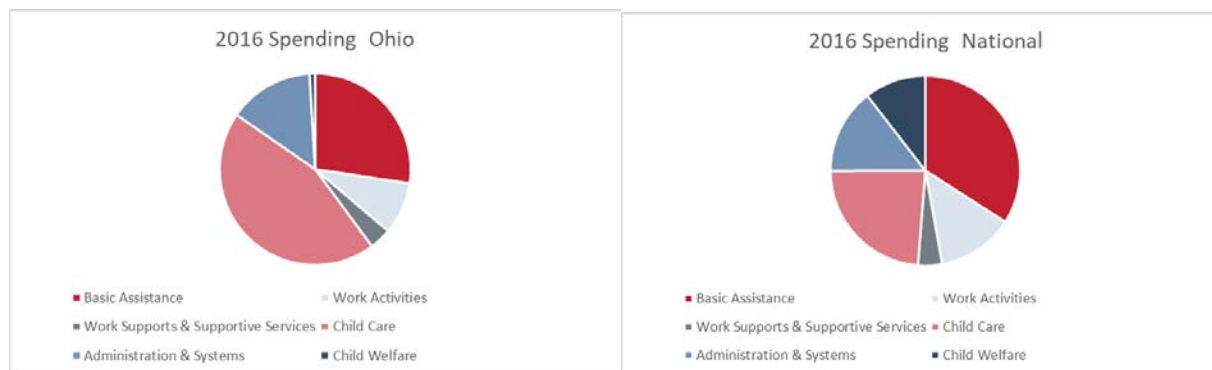 2016 Spending Ohio
Basic Assistance
Work Activities
Work Supports & Supportive Services
Child Care
Administration & Systems
Child Welfare
2016 Spending National
Basic Assistance
Work Activities
Work Supports & Supportive Services
Child Care
Administration & Systems
Child Welfare